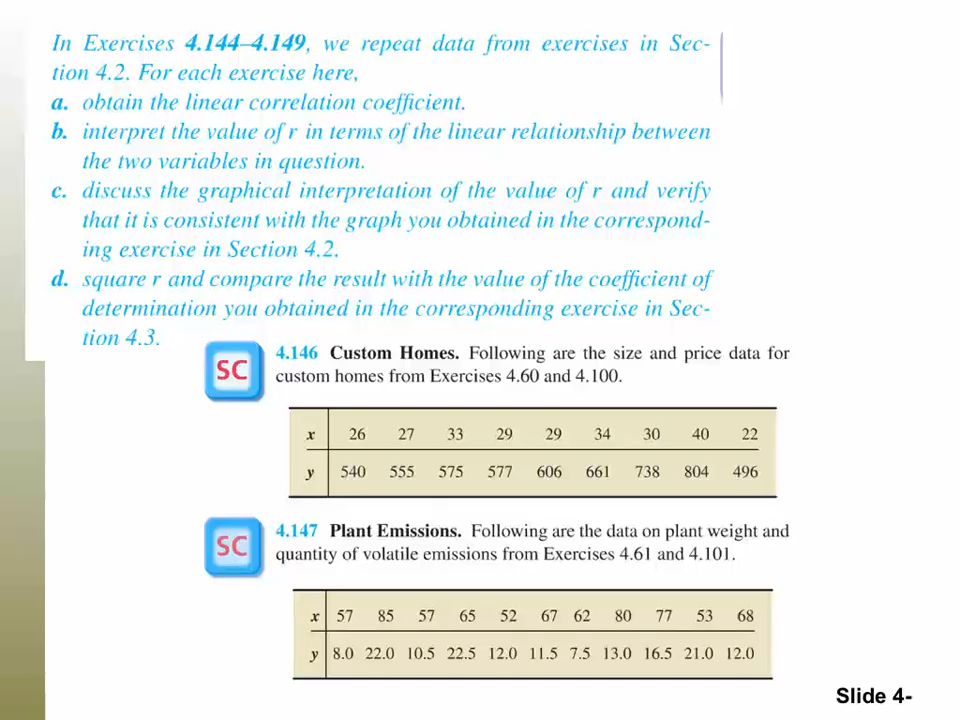 In Exercises 4.144–4.149, we repeat data from exercises in Sec-
tion 4.2. For each exercise here,
a. obtain the linear correlation coefficient.
b. interpret the value of r in terms of the linear relationship between
the two variables in question.
c. discuss the graphical interpretation of the value of r and verify
that it is consistent with the graph you obtained in the correspond-
ing exercise in Section 4.2.
d. square r and compare the result with the value of the coefficient of
determination you obtained in the corresponding exercise in Sec-
tion 4.3.
SC
4.146 Custom Homes. Following are the size and price data for
custom homes from Exercises 4.60 and 4.100.
x 26 27 33 29 29 34 30 40 22
y 540 555 575 577 606 661 738 804 496
SC
4.147 Plant Emissions. Following are the data on plant weight and
quantity of volatile emissions from Exercises 4.61 and 4.101.
x 57 85 57 65 52 67 62 80 77 53 68
y 8.0 22.0 10.5 22.5 12.0 11.5 7.5 13.0 16.5 21.0 12.0
Slide 4-